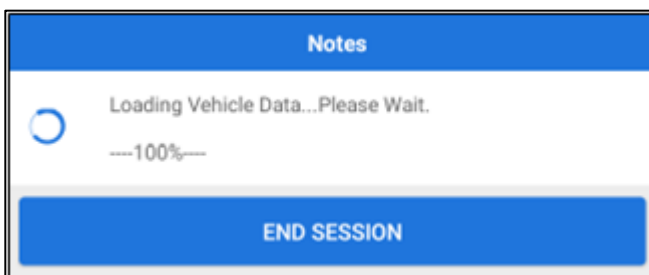 Notes
Loading Vehicle Data...Please Wait.
----100%----
END SESSION